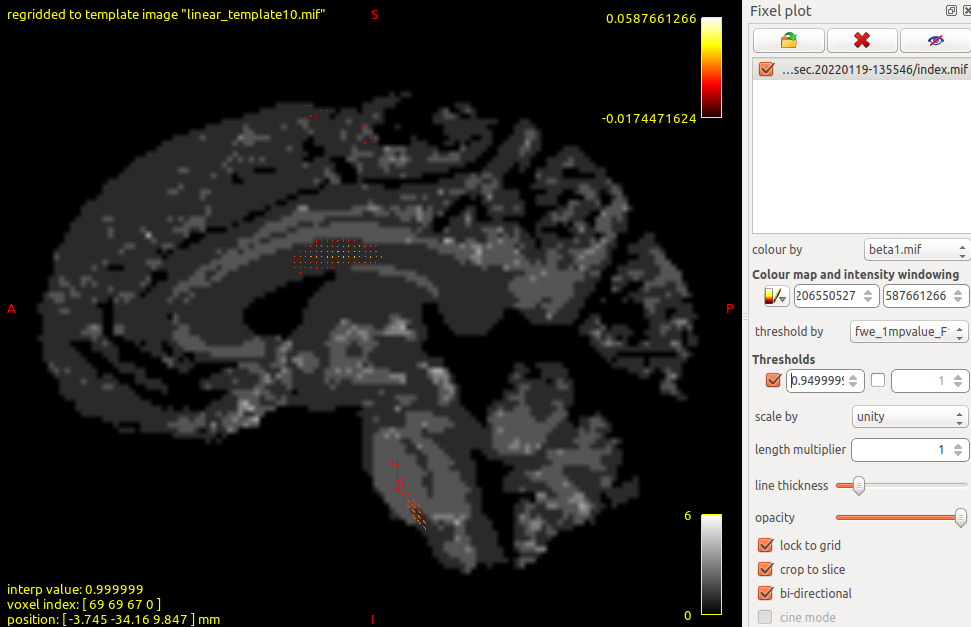 regridded to template image "linear_template10.mif"
S
0.0587661266
-0.0174471624
A
P
6
0
I
interp value: 0.999999
voxel index: [ 69 69 67 0 ]
position: [ -3.745 -34.16 9.847 ] mm
Fixel plot
...sec.20220119-135546/index.mif
colour by
beta1.mif
Colour map and intensity windowing
206550527
587661266
threshold by
fwe_1mpvalue_F
Thresholds
0.949999
1
scale by
unity
length multiplier
1
line thickness
opacity
lock to grid
crop to slice
bi-directional
cine mode